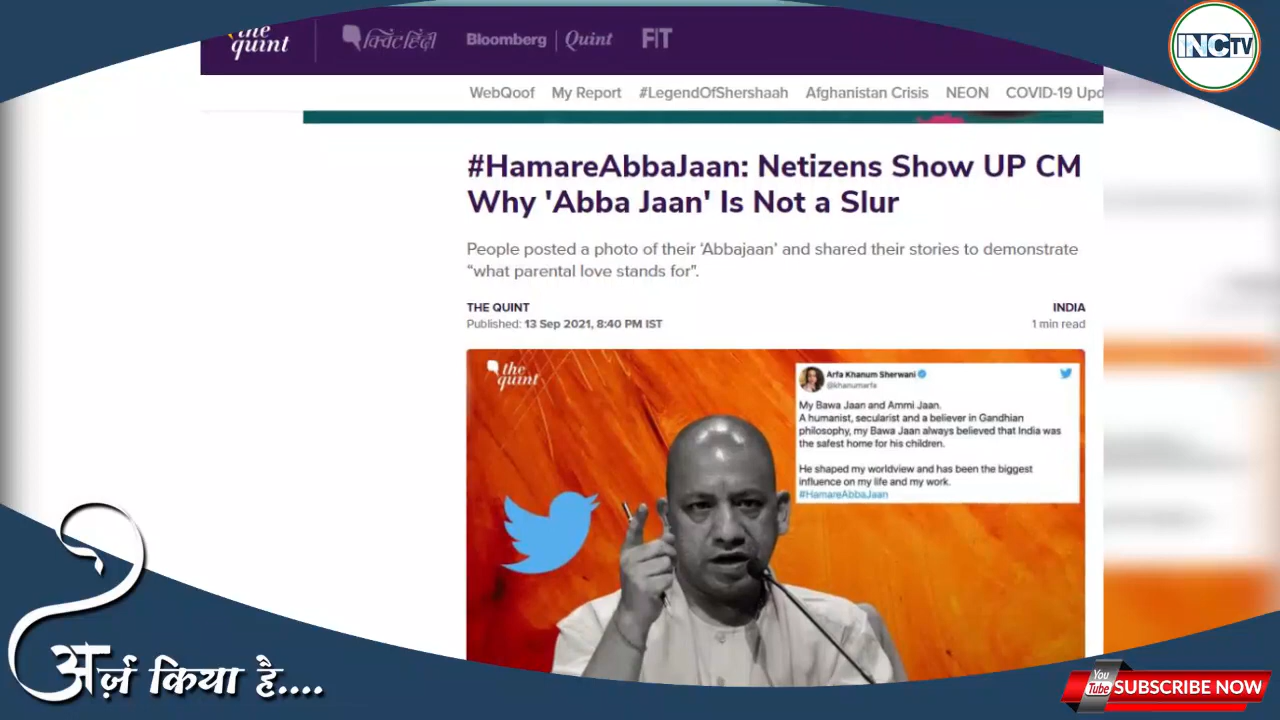 the
quint
क्विंटहिंदी
Bloomberg | Quint
FIT
INCTV
WebQoof My Report #LegendOfShershaah Afghanistan Crisis NEON COVID-19 Upd
#HamareAbbaJaan: Netizens Show UP CM
Why 'Abba Jaan' Is Not a Slur
People posted a photo of their 'Abbajaan' and shared their stories to demonstrate
“what parental love stands for".
THE QUINT
INDIA
Published: 13 Sep 2021, 8:40 PM IST
1 min read
the
quint
Arfa Khanum Sherwani
@khanumarfa
My Bawa Jaan and Ammi Jaan.
A humanist, secularist and a believer in Gandhian
philosophy, my Bawa Jaan always believed that India was
the safest home for his children.
He shaped my worldview and has been the biggest
influence on my life and my work.
#HamareAbbaJaan
अर्ज़ किया है....
You
Tube SUBSCRIBE NOW